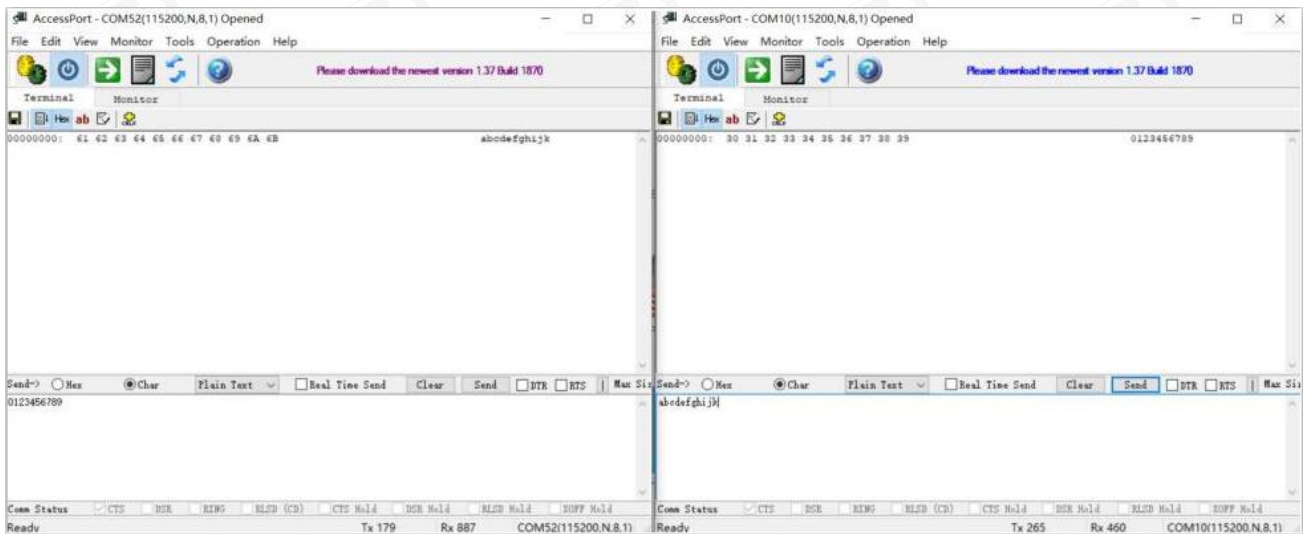 AccessPort - COM52(115200,N,8,1) Opened
File Edit View Monitor Tools Operation Help
Please download the newest version 1.37 Build 1870
Terminal Monitor
Hex ab
00000000: 61 62 63 64 65 66 67 68 69 6A 6B abcdefghijk
Send-> Hex Char Plain Text Real Time Send Clear Send DTR RTS | Max Siz
0123456789
Comm Status CTS DSR RING RLSD (CD) CTS Hold DSR Hold RLSD Hold XOFF Hold
Ready Tx 179 Rx 887 COM52(115200,N,8,1)
AccessPort - COM10(115200,N,8,1) Opened
File Edit View Monitor Tools Operation Help
Please download the newest version 1.37 Build 1870
Terminal Monitor
Hex ab
00000000: 30 31 32 33 34 35 36 37 38 39 0123456789
Send-> Hex Char Plain Text Real Time Send Clear Send DTR RTS | Max Siz
abcdefghijk
Comm Status CTS DSR RING RLSD (CD) CTS Hold DSR Hold RLSD Hold XOFF Hold
Ready Tx 265 Rx 460 COM10(115200,N,8,1)